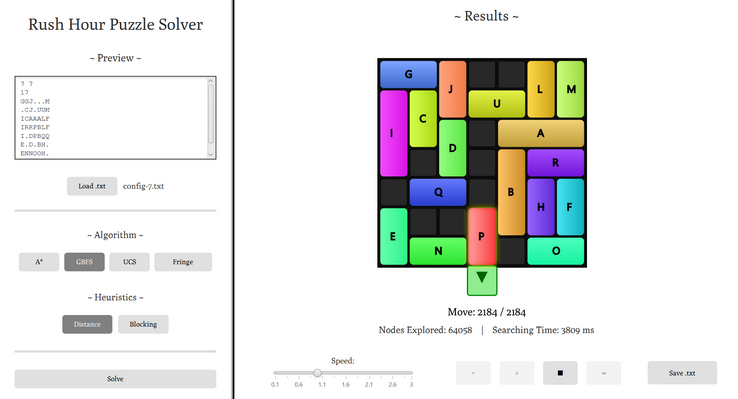 Rush Hour Puzzle Solver
~ Preview ~
7 7
17
GGJ...M
.CJ.UUM
ICAAALF
IRRPBLF
I.DPBQQ
E.D.BH.
ENNOOH.
Load .txt config-7.txt
~ Algorithm ~
A* GBFS UCS Fringe
~ Heuristics ~
Distance Blocking
Solve
~ Results ~
G J L M
U
I C
A
D
R
Q B
H F
E P
N O
Move: 2184 / 2184
Nodes Explored: 64058 | Searching Time: 3809 ms
Speed:
0.1 0.6 1.1 1.6 2.1 2.6 3
Save .txt